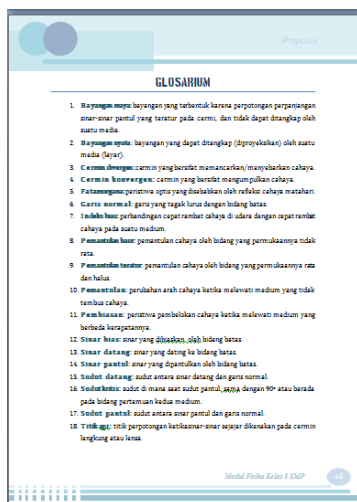 Physics
GLOSARIUM
1. Bayangan maya: bayangan yang terbentuk karena perpotongan perpanjangan
sinar-sinar pantul yang teratur pada cermi, dan tidak dapat ditangkap oleh
suatu media.
2. Bayangan nyata: bayangan yang dapat ditangkap (diproyeksikan) oleh suatu
media (layar).
3. Cermin divergen: cermin yang bersifat memancarkan/menyebarkan cahaya.
4. Cermin konvergen: cermin yang bersifat mengumpulkan cahaya.
5. Fatamorgana: peristiwa optis yang disebabkan oleh refleksi cahaya matahari.
6. Garis normal: garis yang tegak lurus dengan bidang batas.
7. Indeks bias: perbandingan cepat rambat cahaya di udara dengan cepat rambat
cahaya pada suatu medium.
8. Pemantulan baur: pemantulan cahaya oleh bidang yang permukaannya tidak
rata.
9. Pemantulan teratur: pemantulan cahaya oleh bidang yang permukaannya rata
dan halus.
10. Pemantulan: perubahan arah cahaya ketika melewati medium yang tidak
tembus cahaya.
11. Pembiasan: peristiwa pembelokan cahaya ketika melewati medium yang
berbeda kerapatannya.
12. Sinar bias: sinar yang dibiaskan oleh bidang batas.
13. Sinar datang: sinar yang dating ke bidang batas.
14. Sinar pantul: sinar yang dipantulkan oleh bidang batas.
15. Sudut datang: sudut antara sinar datang dan garis normal.
16. Sudut kritis: sudut di mana saat sudut pantul, sama dengan 90° atau berada
pada bidang pertemuan kedua medium.
17. Sudut pantul: sudut antara sinar pantul dan garis normal.
18. Titik api: titik perpotongan ketikasinar-sinar sejajar dikenakan pada cermin
lengkung atau lensa.
Modul Fisika Kelas 8 SMP